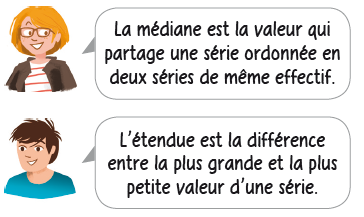 La médiane est la valeur qui
partage une série ordonnée en
deux séries de même effectif.
L'étendue est la différence
entre la plus grande et la plus
petite valeur d'une série.